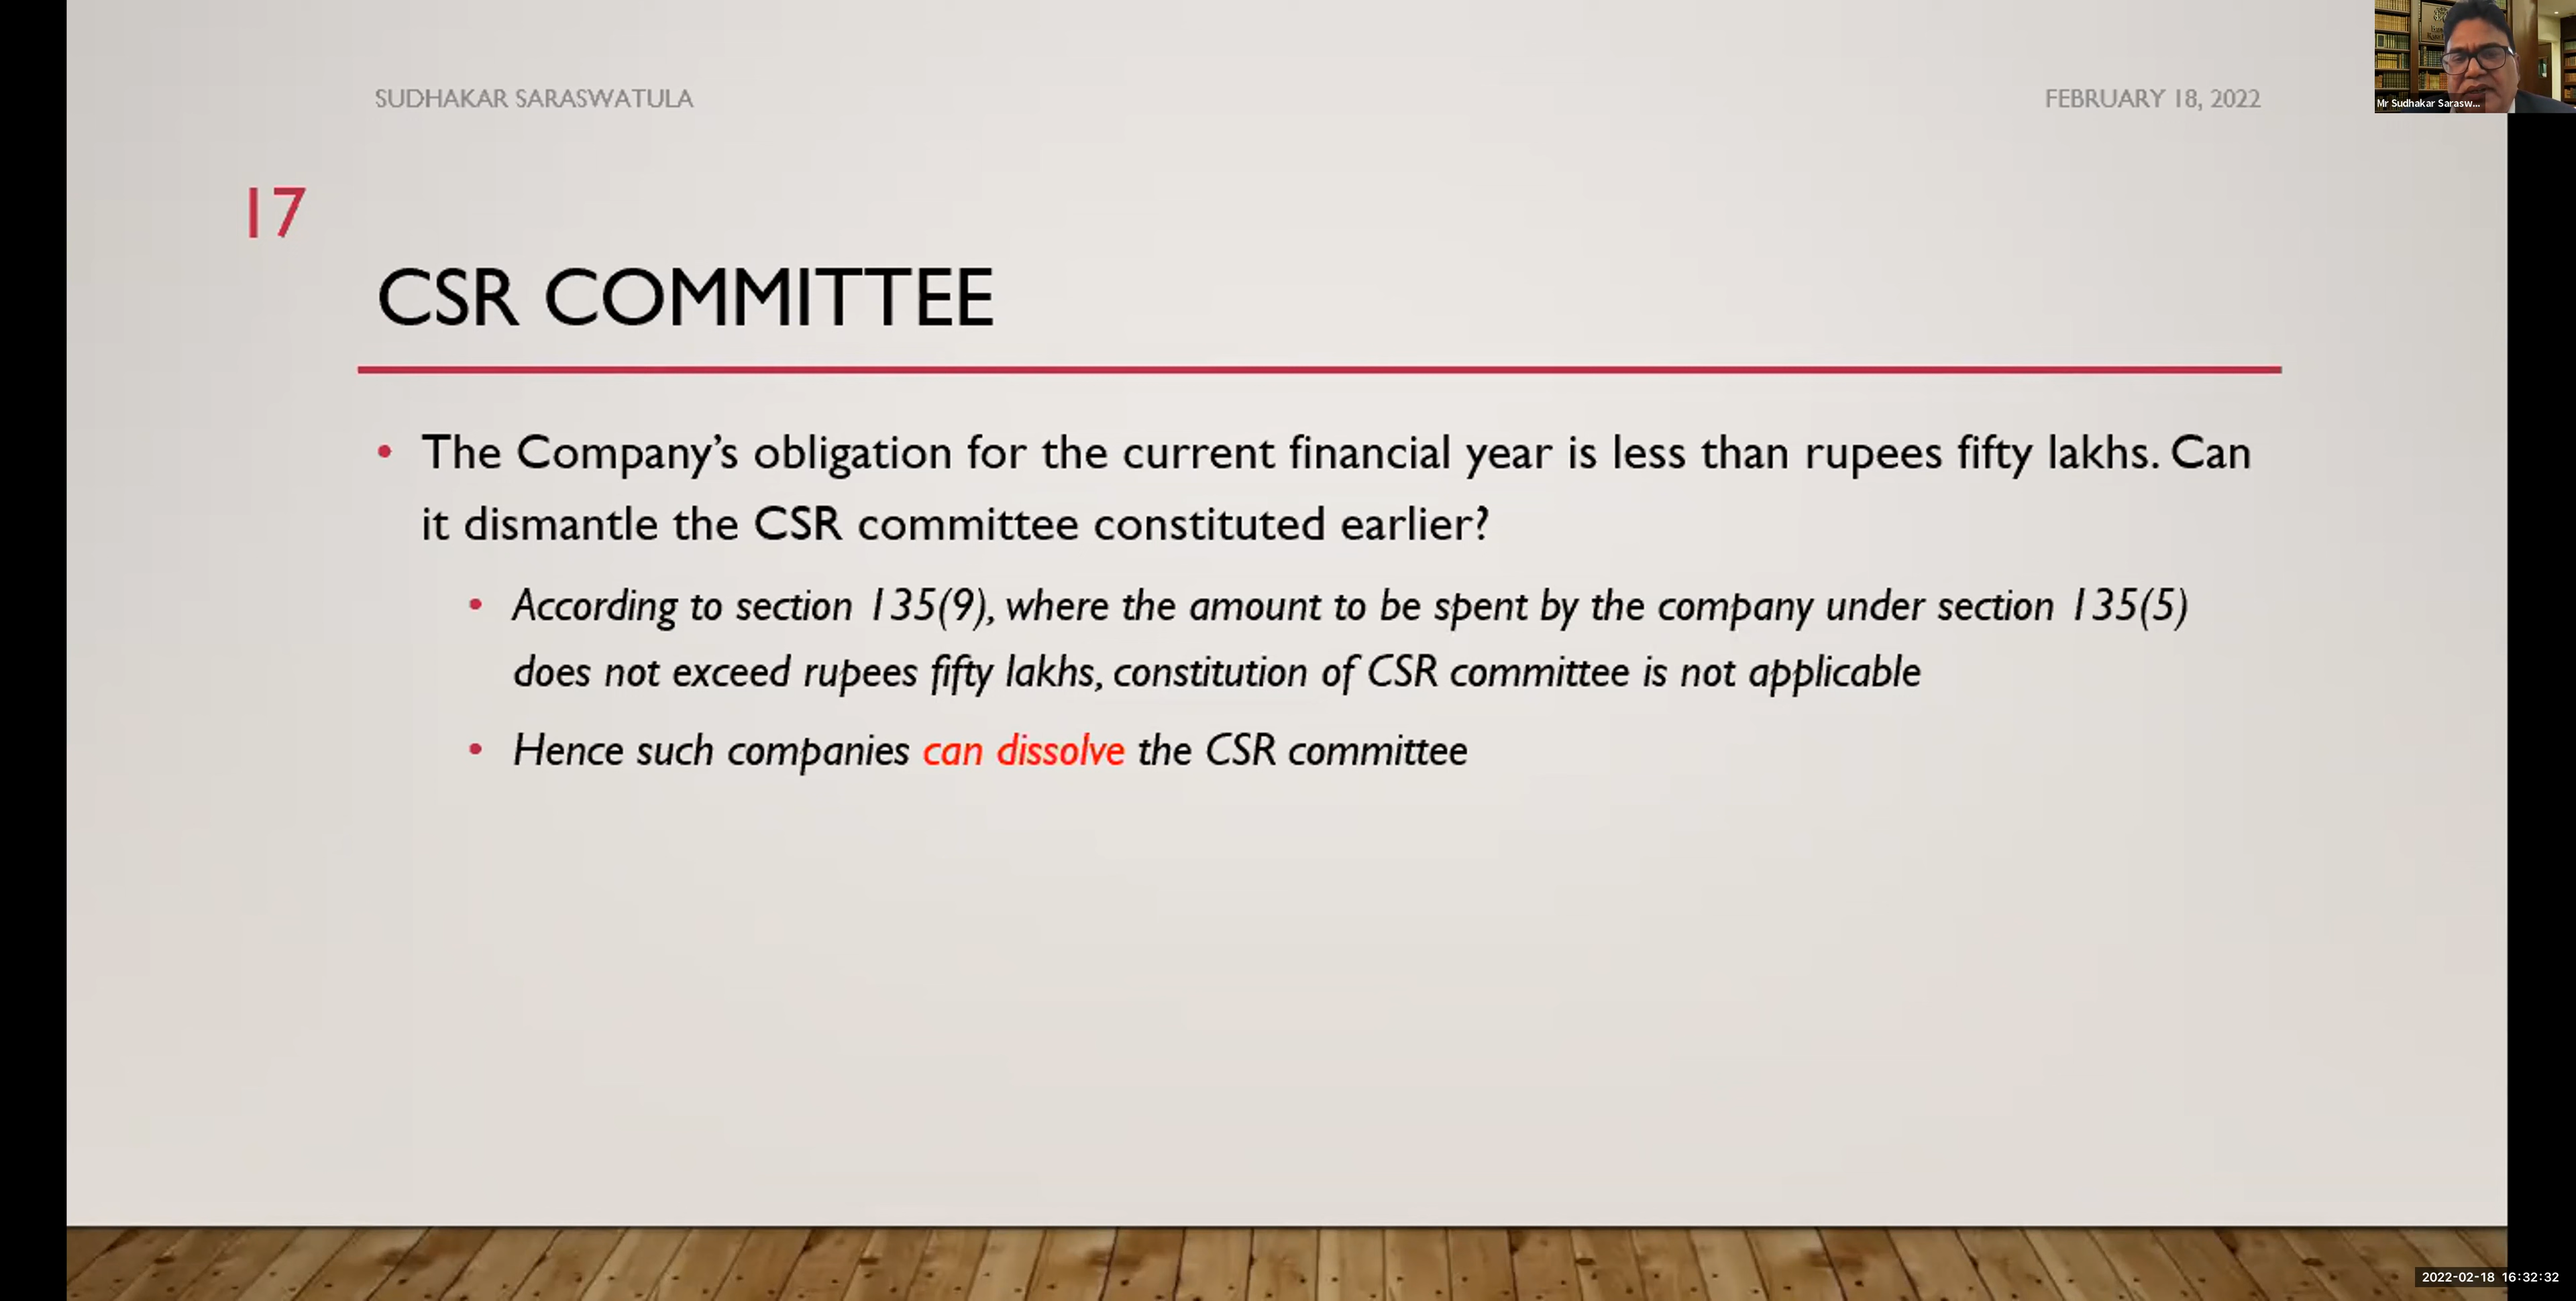 SUDHAKAR SARASWATULA
FEBRUARY 18, 2022
Mr Sudhakar Sarasw...
17
CSR COMMITTEE
• The Company's obligation for the current financial year is less than rupees fifty lakhs. Can
it dismantle the CSR committee constituted earlier?
• According to section 135(9), where the amount to be spent by the company under section 135(5)
does not exceed rupees fifty lakhs, constitution of CSR committee is not applicable
• Hence such companies can dissolve the CSR committee
2022-02-18 16:32:32